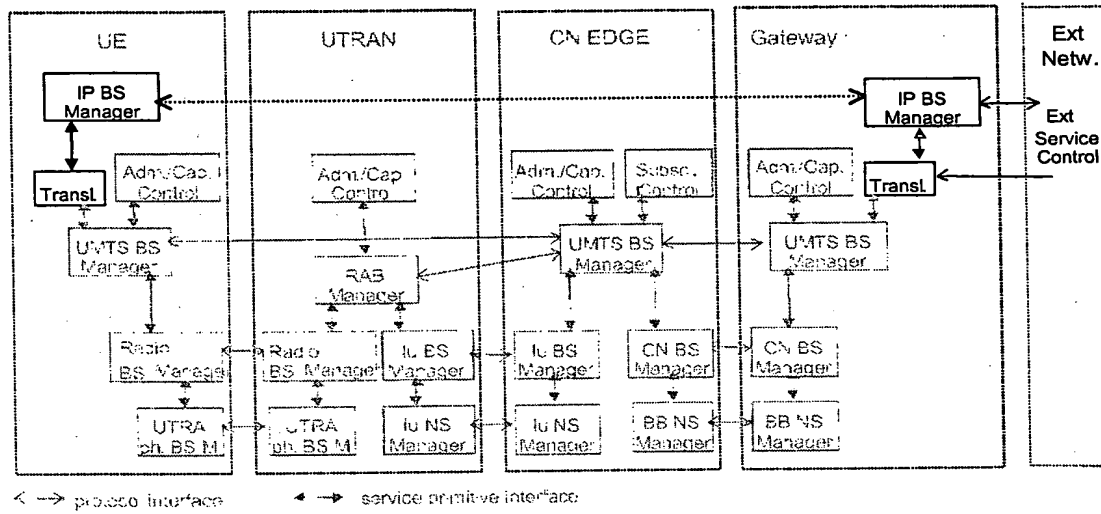 UE
UTRAN
CN EDGE
Gateway
Ext
Netw.
IP BS
Manager
IP BS
Manager
Ext
Service
Control
Transl.
Adm./Cap.
Control
Adm./Cap.
Control
Adm./Cap.
Control
Subscr.
Control
Adm./Cap.
Control
Transl.
UMTS BS
Manager
RAB
Manager
UMTS BS
Manager
UMTS BS
Manager
Radio
BS Manager
Radio
BS Manager
Iu BS
Manager
Iu BS
Manager
CN BS
Manager
CN BS
Manager
UTRA
ph. BS M
UTRA
ph. BS M
Iu NS
Manager
Iu NS
Manager
BB NS
Manager
BB NS
Manager
protocol interface
service primitive interface